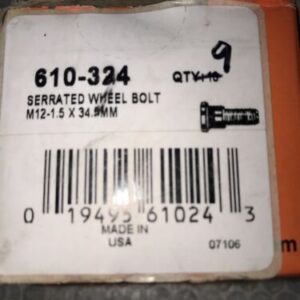 610-324
QTY. 10 9
SERRATED WHEEL BOLT
M12-1.5 X 34.5MM
0 19495 61024 3
MADE IN
USA
07106
m